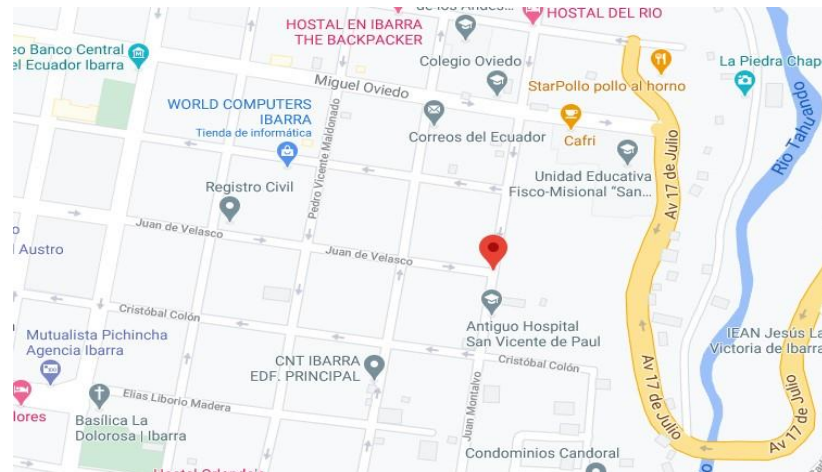 de los Andes...
HOSTAL EN IBARRA
THE BACKPACKER
HOSTAL DEL RIO
eo Banco Central
el Ecuador Ibarra
Colegio Oviedo
StarPollo pollo al horno
La Piedra Chap
Miguel Oviedo
WORLD COMPUTERS
IBARRA
Tienda de informática
Pedro Vicente Maldonado
Correos del Ecuador
Cafri
Rio Tahuando
Unidad Educativa
Fisco-Misional "San...
Av 17 de Julio
Registro Civil
Juan de Velasco
Juan de Velasco
o
l Austro
Cristóbal Colón
Antiguo Hospital
San Vicente de Paul
IEAN Jesús La
Victoria de Ibarra
Mutualista Pichincha
Agencia Ibarra
CNT IBARRA
EDF. PRINCIPAL
Cristóbal Colón
Av 17 de Julio
Elias Liborio Madera
Juan Montalvo
Av 17 de Julio
lores
Basílica La
Dolorosa | Ibarra
Condominios Candoral